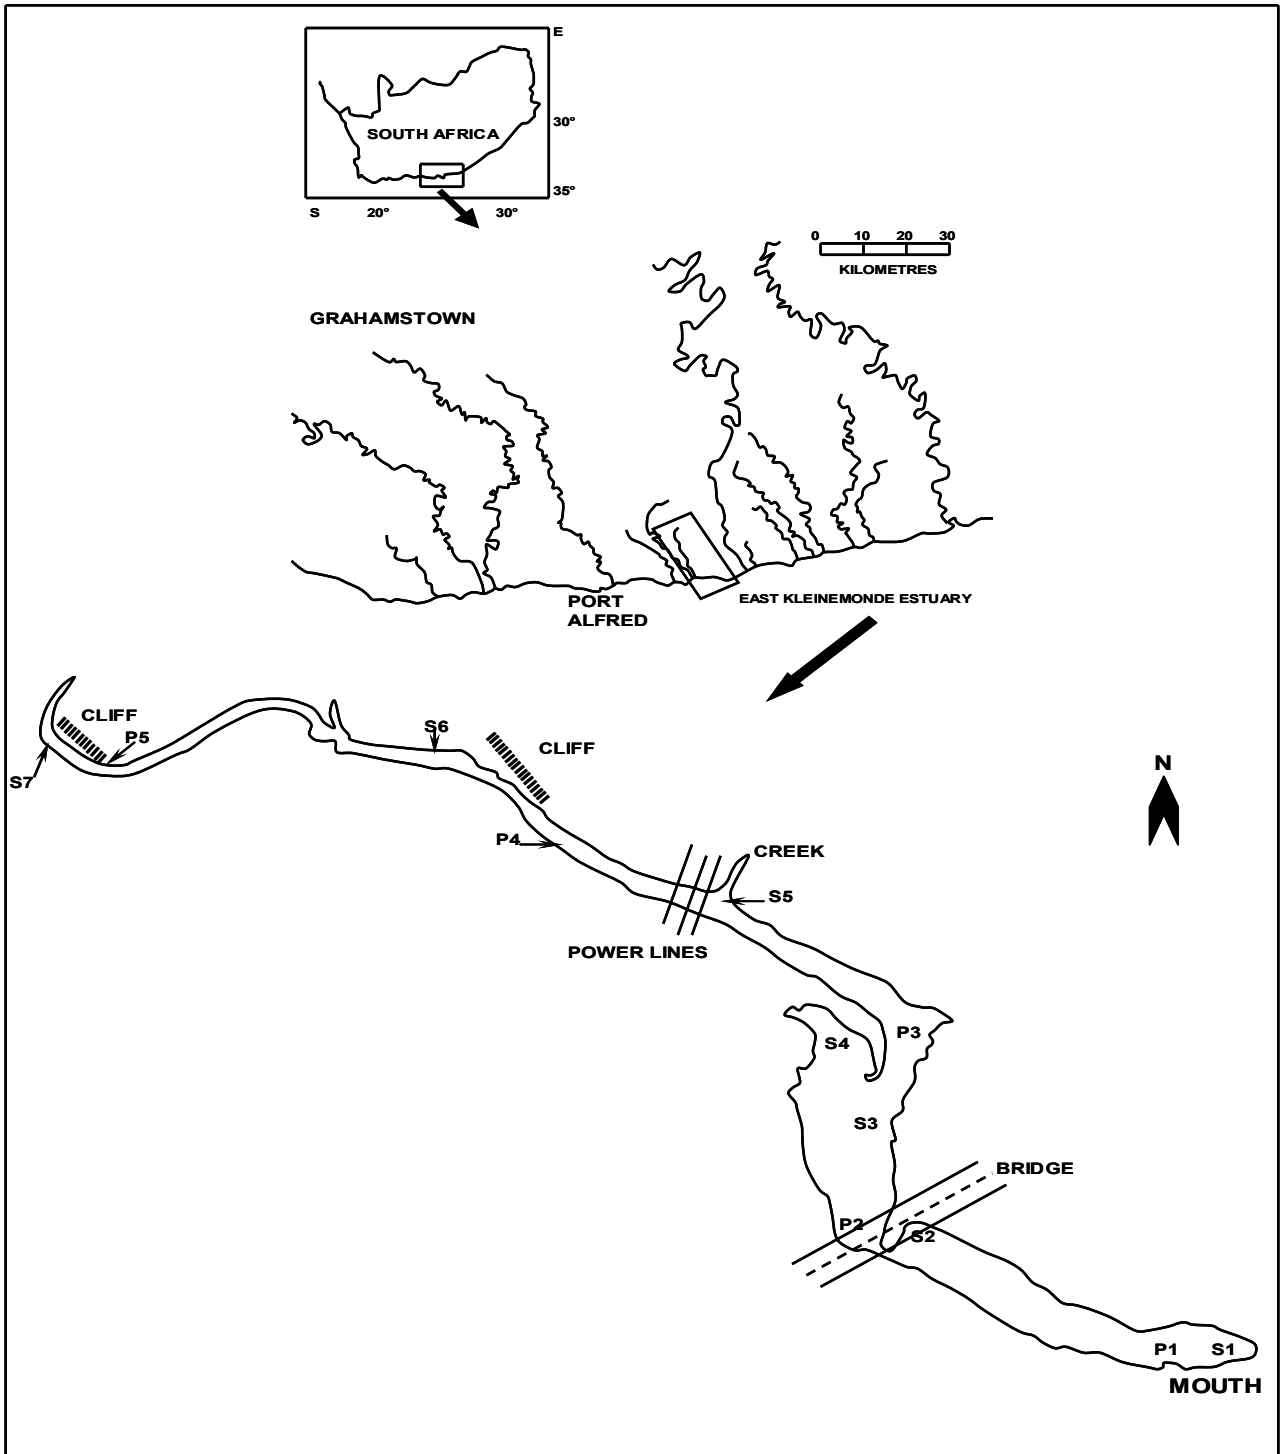 E
SOUTH AFRICA
30°
35°
S 20° 30°
0 10 20 30
KILOMETRES
GRAHAMSTOWN
PORT
ALFRED
EAST KLEINEMONDE ESTUARY
CLIFF
P5
S6
CLIFF
S7
N
P4
CREEK
S5
POWER LINES
P3
S4
S3
BRIDGE
P2
S2
P1 S1
MOUTH